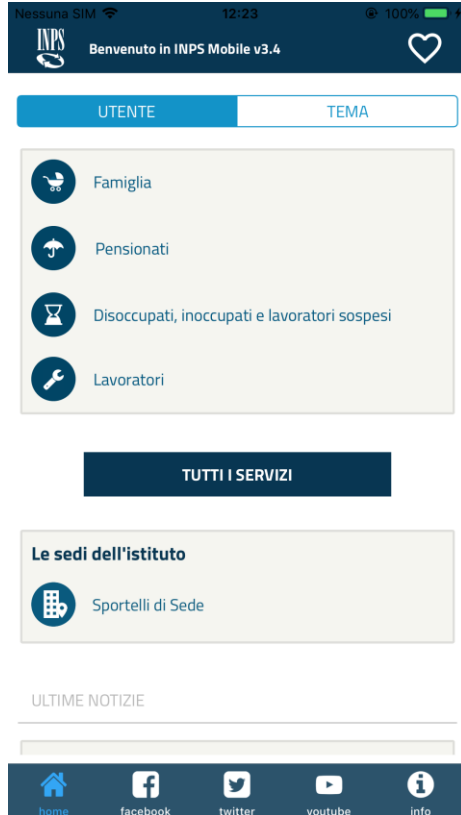 Nessuna SIM 12:23 100%
INPS Benvenuto in INPS Mobile v3.4
UTENTE TEMA
Famiglia
Pensionati
Disoccupati, inoccupati e lavoratori sospesi
Lavoratori
TUTTI I SERVIZI
Le sedi dell'istituto
Sportelli di Sede
ULTIME NOTIZIE
home facebook twitter youtube info